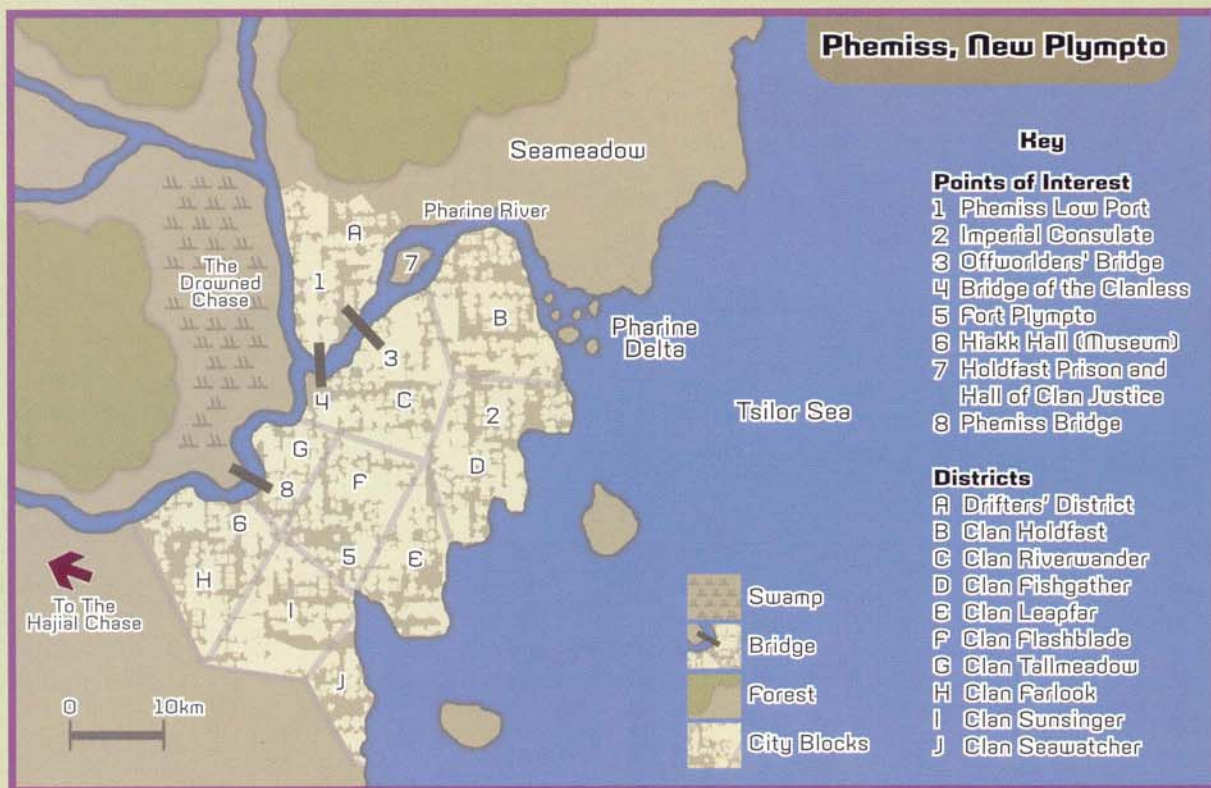 Phemiss, New Plympto
Seameadow
Pharine River
A
7
1
The
Drowned
Chase
B
Pharine
Delta
3
4
C
2
Tsilor Sea
G
F
D
8
6
5
E
H
I
To The
Hajial Chase
J
0 10km
Swamp
Bridge
Forest
City Blocks
Key
Points of Interest
1 Phemiss Low Port
2 Imperial Consulate
3 Offworlders' Bridge
4 Bridge of the Clanless
5 Fort Plympto
6 Hiakk Hall (Museum)
7 Holdfast Prison and
Hall of Clan Justice
8 Phemiss Bridge
Districts
A Drifters' District
B Clan Holdfast
C Clan Riverwander
D Clan Fishgather
E Clan Leapfar
F Clan Flashblade
G Clan Tallmeadow
H Clan Farlook
I Clan Sunsinger
J Clan Seawatcher